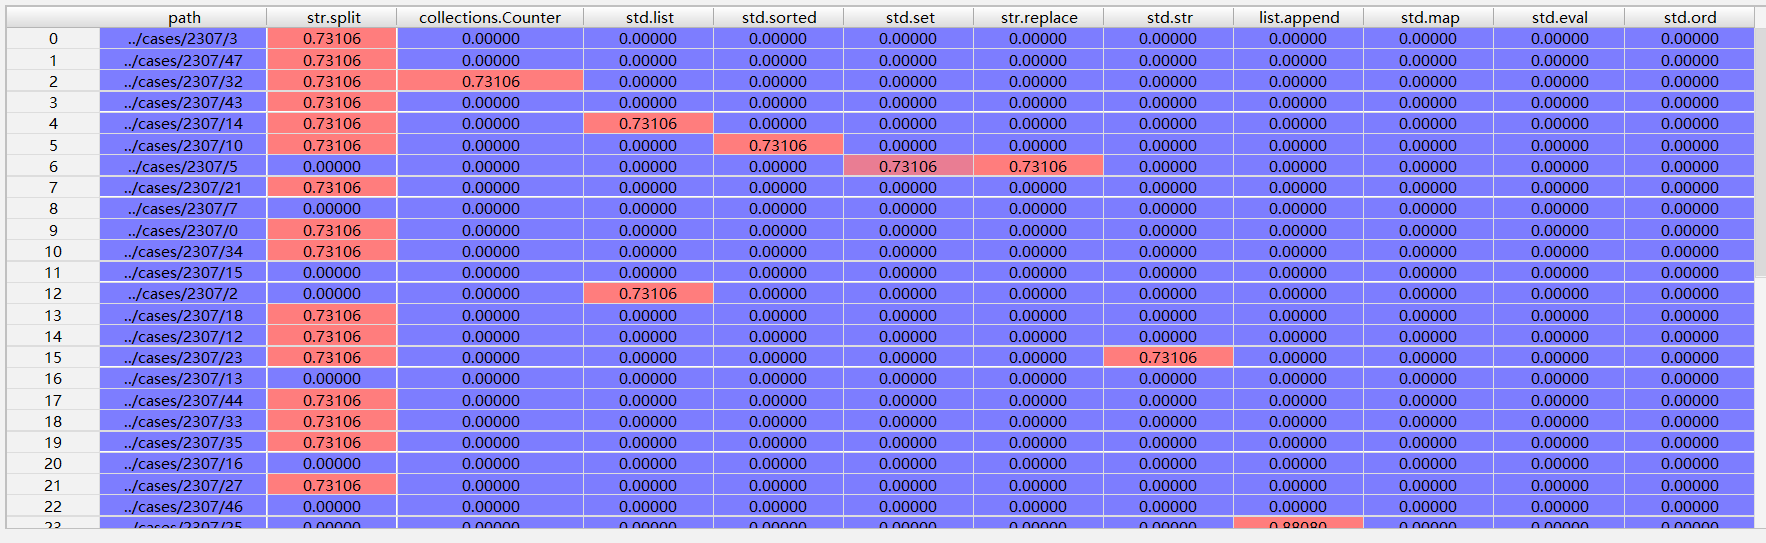 path str.split collections.Counter std.list std.sorted std.set str.replace std.str list.append std.map std.eval std.ord
0 ../cases/2307/3 0.73106 0.00000 0.00000 0.00000 0.00000 0.00000 0.00000 0.00000 0.00000 0.00000 0.00000
1 ../cases/2307/47 0.73106 0.00000 0.00000 0.00000 0.00000 0.00000 0.00000 0.00000 0.00000 0.00000 0.00000
2 ../cases/2307/32 0.73106 0.73106 0.00000 0.00000 0.00000 0.00000 0.00000 0.00000 0.00000 0.00000 0.00000
3 ../cases/2307/43 0.73106 0.00000 0.00000 0.00000 0.00000 0.00000 0.00000 0.00000 0.00000 0.00000 0.00000
4 ../cases/2307/14 0.73106 0.00000 0.73106 0.00000 0.00000 0.00000 0.00000 0.00000 0.00000 0.00000 0.00000
5 ../cases/2307/10 0.73106 0.00000 0.00000 0.73106 0.00000 0.00000 0.00000 0.00000 0.00000 0.00000 0.00000
6 ../cases/2307/5 0.00000 0.00000 0.00000 0.00000 0.73106 0.73106 0.00000 0.00000 0.00000 0.00000 0.00000
7 ../cases/2307/21 0.73106 0.00000 0.00000 0.00000 0.00000 0.00000 0.00000 0.00000 0.00000 0.00000 0.00000
8 ../cases/2307/7 0.00000 0.00000 0.00000 0.00000 0.00000 0.00000 0.00000 0.00000 0.00000 0.00000 0.00000
9 ../cases/2307/0 0.73106 0.00000 0.00000 0.00000 0.00000 0.00000 0.00000 0.00000 0.00000 0.00000 0.00000
10 ../cases/2307/34 0.73106 0.00000 0.00000 0.00000 0.00000 0.00000 0.00000 0.00000 0.00000 0.00000 0.00000
11 ../cases/2307/15 0.00000 0.00000 0.00000 0.00000 0.00000 0.00000 0.00000 0.00000 0.00000 0.00000 0.00000
12 ../cases/2307/2 0.00000 0.00000 0.73106 0.00000 0.00000 0.00000 0.00000 0.00000 0.00000 0.00000 0.00000
13 ../cases/2307/18 0.73106 0.00000 0.00000 0.00000 0.00000 0.00000 0.00000 0.00000 0.00000 0.00000 0.00000
14 ../cases/2307/12 0.73106 0.00000 0.00000 0.00000 0.00000 0.00000 0.00000 0.00000 0.00000 0.00000 0.00000
15 ../cases/2307/23 0.73106 0.00000 0.00000 0.00000 0.00000 0.00000 0.73106 0.00000 0.00000 0.00000 0.00000
16 ../cases/2307/13 0.00000 0.00000 0.00000 0.00000 0.00000 0.00000 0.00000 0.00000 0.00000 0.00000 0.00000
17 ../cases/2307/44 0.73106 0.00000 0.00000 0.00000 0.00000 0.00000 0.00000 0.00000 0.00000 0.00000 0.00000
18 ../cases/2307/33 0.73106 0.00000 0.00000 0.00000 0.00000 0.00000 0.00000 0.00000 0.00000 0.00000 0.00000
19 ../cases/2307/35 0.73106 0.00000 0.00000 0.00000 0.00000 0.00000 0.00000 0.00000 0.00000 0.00000 0.00000
20 ../cases/2307/16 0.00000 0.00000 0.00000 0.00000 0.00000 0.00000 0.00000 0.00000 0.00000 0.00000 0.00000
21 ../cases/2307/27 0.73106 0.00000 0.00000 0.00000 0.00000 0.00000 0.00000 0.00000 0.00000 0.00000 0.00000
22 ../cases/2307/46 0.00000 0.00000 0.00000 0.00000 0.00000 0.00000 0.00000 0.00000 0.00000 0.00000 0.00000
23 ../cases/2307/25 0.00000 0.00000 0.00000 0.00000 0.00000 0.00000 0.00000 0.88080 0.00000 0.00000 0.00000